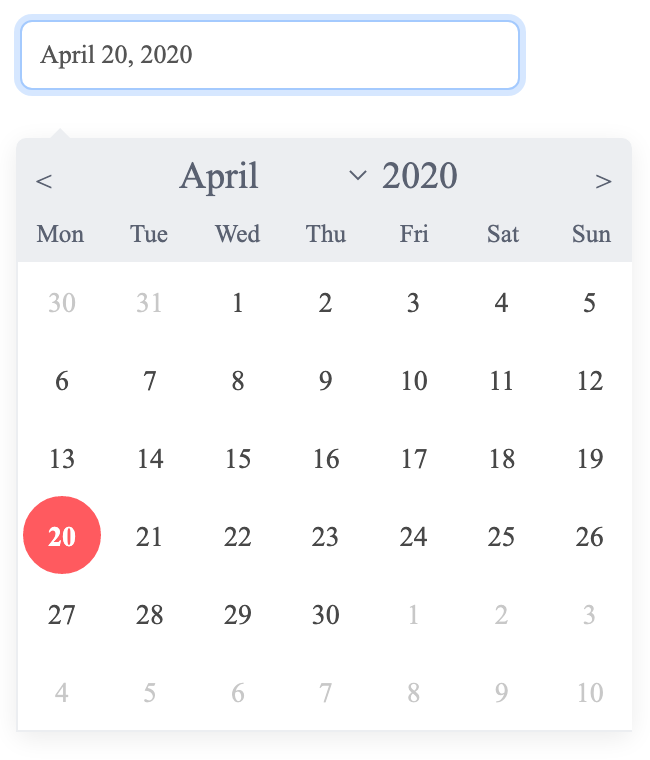 April 20, 2020
< April 2020 >
Mon Tue Wed Thu Fri Sat Sun
30 31 1 2 3 4 5
6 7 8 9 10 11 12
13 14 15 16 17 18 19
20 21 22 23 24 25 26
27 28 29 30 1 2 3
4 5 6 7 8 9 10